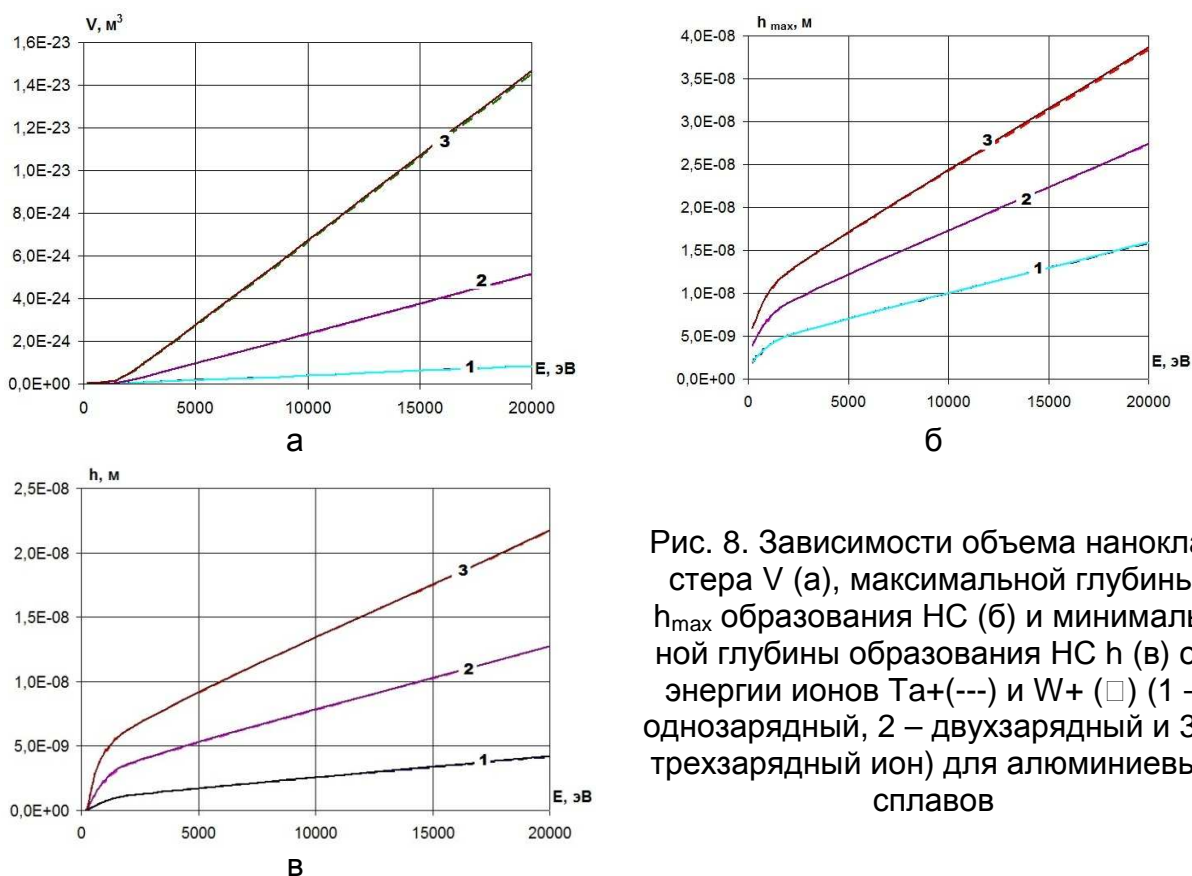 V, м³
1,6E-23
1,4E-23
1,2E-23
1,0E-23
8,0E-24
6,0E-24
4,0E-24
2,0E-24
0,0E+00
3
2
1
E, эВ
0 5000 10000 15000 20000
а
h max, м
4,0E-08
3,5E-08
3,0E-08
2,5E-08
2,0E-08
1,5E-08
1,0E-08
5,0E-09
0,0E+00
3
2
1
E, эВ
0 5000 10000 15000 20000
б
h, м
2,5E-08
2,0E-08
1,5E-08
1,0E-08
5,0E-09
0,0E+00
3
2
1
E, эВ
0 5000 10000 15000 20000
в
Рис. 8. Зависимости объема нанокла
стера V (а), максимальной глубины
hmax образования НС (б) и минималь
ной глубины образования НС h (в) о
энергии ионов Ta+(---) и W+ (□) (1 –
однозарядный, 2 – двухзарядный и 3
трехзарядный ион) для алюминиевы
сплавов